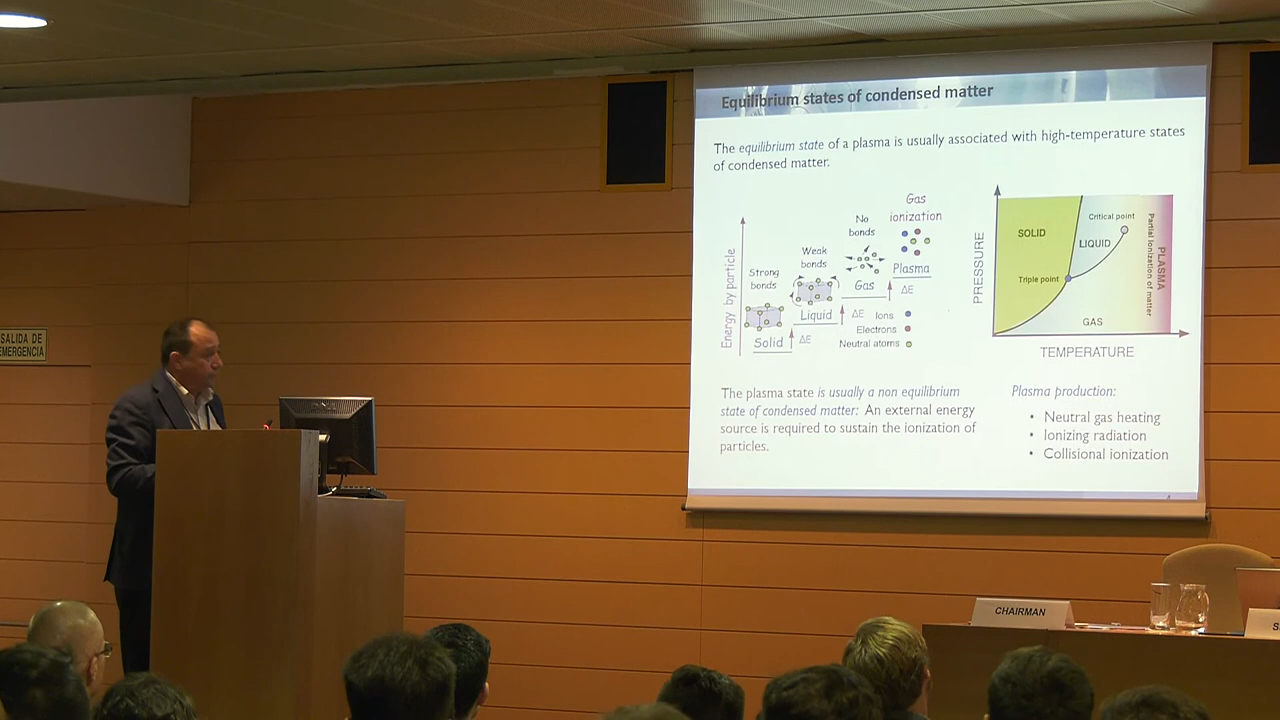 SALIDA DE
EMERGENCIA
Equilibrium states of condensed matter
The equilibrium state of a plasma is usually associated with high-temperature states
of condensed matter.
Energy by particle
Strong
bonds
Solid
ΔE
Weak
bonds
Liquid
ΔE
No
bonds
Gas
ΔE
Gas
ionization
Plasma
Ions
Electrons
Neutral atoms
PRESSURE
SOLID
Critical point
LIQUID
Triple point
GAS
PLASMA
Partial ionization of matter
TEMPERATURE
The plasma state is usually a non equilibrium
state of condensed matter: An external energy
source is required to sustain the ionization of
particles.
Plasma production:
• Neutral gas heating
• Ionizing radiation
• Collisional ionization
CHAIRMAN
S